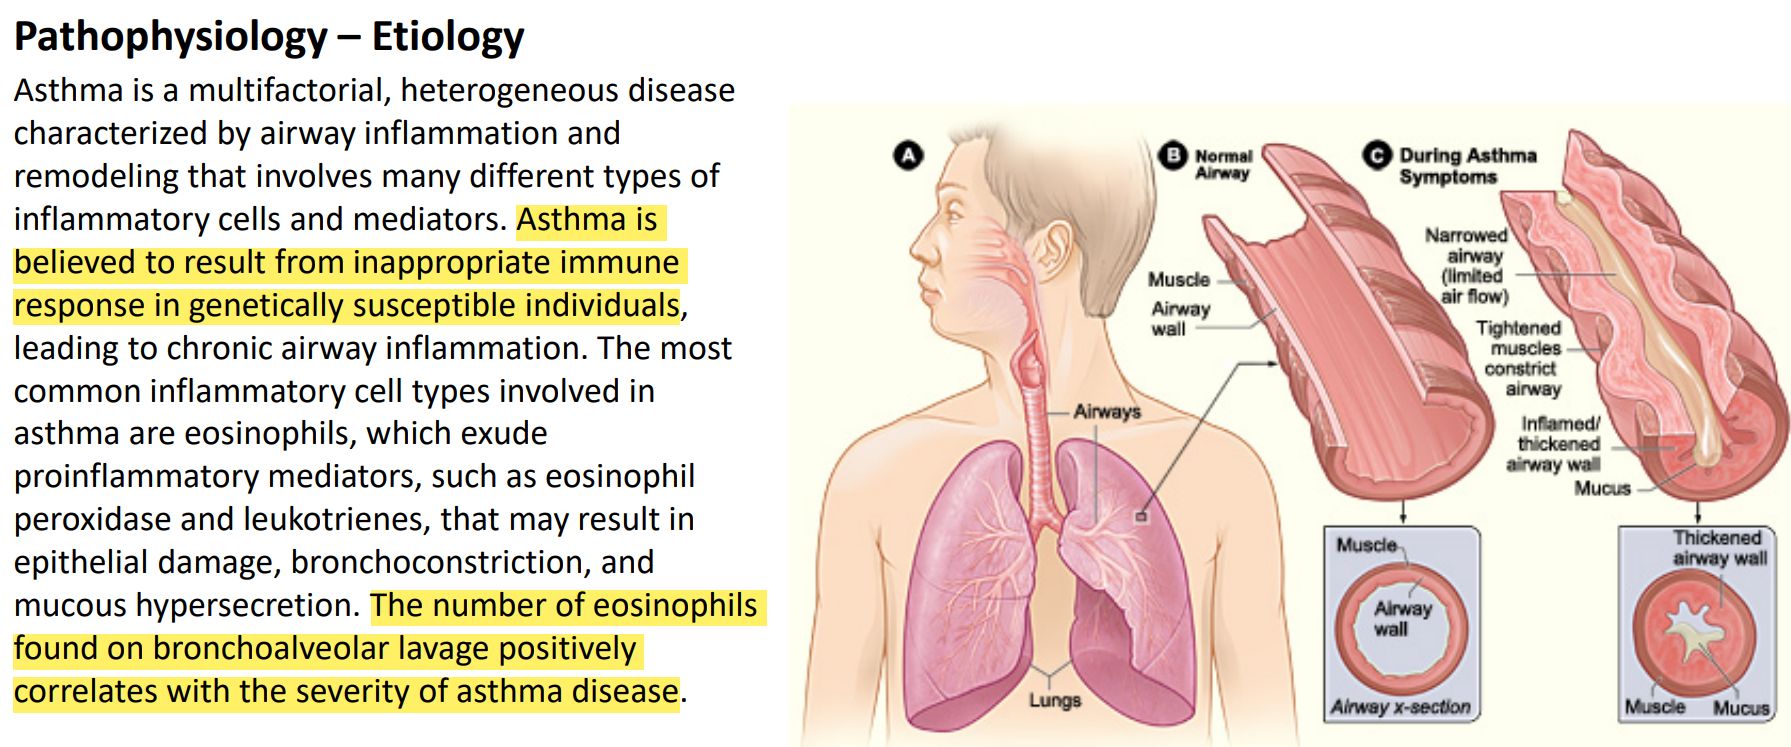 Pathophysiology – Etiology
Asthma is a multifactorial, heterogeneous disease
characterized by airway inflammation and
remodeling that involves many different types of
inflammatory cells and mediators. Asthma is
believed to result from inappropriate immune
response in genetically susceptible individuals,
leading to chronic airway inflammation. The most
common inflammatory cell types involved in
asthma are eosinophils, which exude
proinflammatory mediators, such as eosinophil
peroxidase and leukotrienes, that may result in
epithelial damage, bronchoconstriction, and
mucous hypersecretion. The number of eosinophils
found on bronchoalveolar lavage positively
correlates with the severity of asthma disease.
A
Airways
Lungs
B Normal
Airway
Muscle
Airway
wall
Muscle
Airway
wall
Airway x-section
C During Asthma
Symptoms
Narrowed
airway
(limited
air flow)
Tightened
muscles
constrict
airway
Inflamed/
thickened
airway wall
Mucus
Thickened
airway wall
Muscle
Mucus